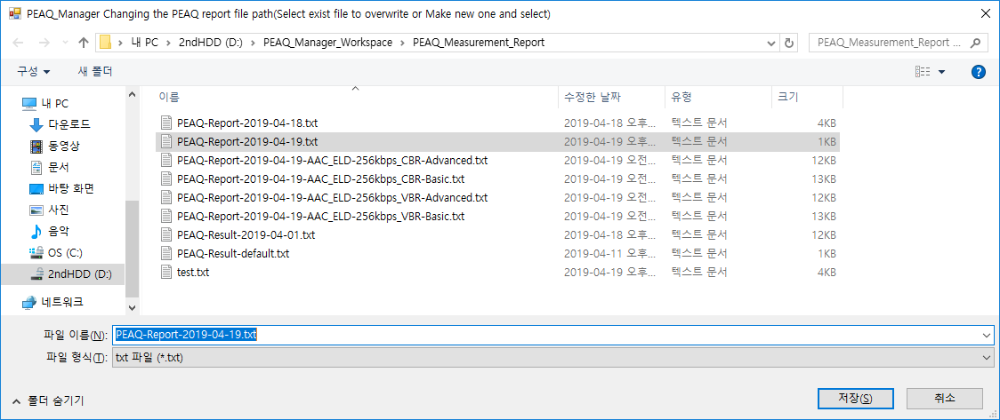 PEAQ_Manager Changing the PEAQ report file path(Select exist file to overwrite or Make new one and select)
내 PC > 2ndHDD (D:) > PEAQ_Manager_Workspace > PEAQ_Measurement_Report
PEAQ_Measurement_Report ...
구성 새 폴더
이름 수정한 날짜 유형 크기
내 PC
다운로드
동영상
문서
바탕 화면
사진
음악
OS (C:)
2ndHDD (D:)
네트워크
PEAQ-Report-2019-04-18.txt 2019-04-18 오후... 텍스트 문서 4KB
PEAQ-Report-2019-04-19.txt 2019-04-19 오후... 텍스트 문서 1KB
PEAQ-Report-2019-04-19-AAC_ELD-256kbps_CBR-Advanced.txt 2019-04-19 오전... 텍스트 문서 12KB
PEAQ-Report-2019-04-19-AAC_ELD-256kbps_CBR-Basic.txt 2019-04-19 오전... 텍스트 문서 13KB
PEAQ-Report-2019-04-19-AAC_ELD-256kbps_VBR-Advanced.txt 2019-04-19 오전... 텍스트 문서 12KB
PEAQ-Report-2019-04-19-AAC_ELD-256kbps_VBR-Basic.txt 2019-04-19 오전... 텍스트 문서 13KB
PEAQ-Result-2019-04-01.txt 2019-04-18 오후... 텍스트 문서 12KB
PEAQ-Result-default.txt 2019-04-11 오후... 텍스트 문서 1KB
test.txt 2019-04-19 오후... 텍스트 문서 4KB
파일 이름(N): PEAQ-Report-2019-04-19.txt
파일 형식(T): txt 파일 (*.txt)
폴더 숨기기
저장(S) 취소